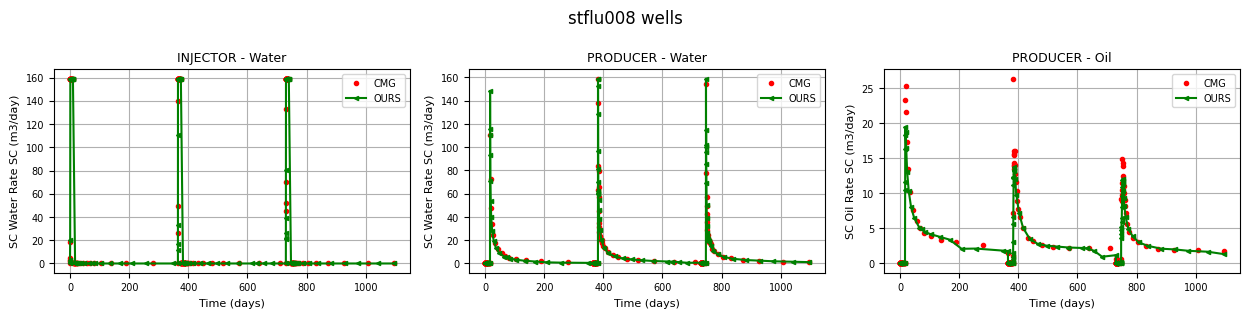 stflu008 wells
INJECTOR - Water
SC Water Rate SC (m3/day)
160
140
120
100
80
60
40
20
0
0 200 400 600 800 1000
Time (days)
CMG
OURS
PRODUCER - Water
SC Water Rate SC (m3/day)
160
140
120
100
80
60
40
20
0
0 200 400 600 800 1000
Time (days)
CMG
OURS
PRODUCER - Oil
SC Oil Rate SC (m3/day)
25
20
15
10
5
0
0 200 400 600 800 1000
Time (days)
CMG
OURS